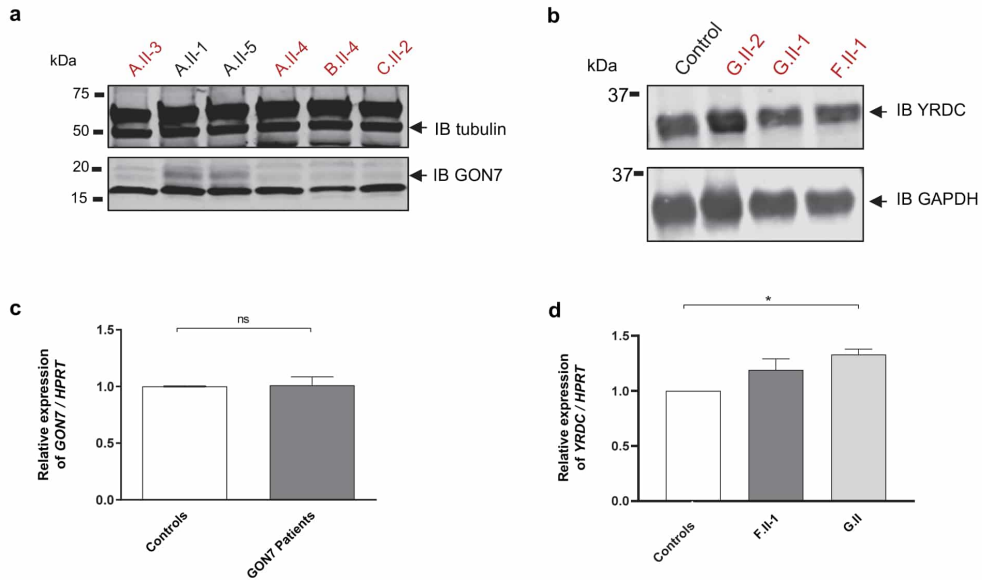 a
kDa
A.II-3
A.II-1
A.II-5
A.II-4
B.II-4
C.II-2
75
50
IB tubulin
20
15
IB GON7
b
kDa
Control
G.II-2
G.II-1
F.II-1
37
IB YRDC
37
IB GAPDH
c
Relative expression
of GON7 / HPRT
1.5
1.0
0.5
0.0
ns
Controls
GON7 Patients
d
Relative expression
of YRDC / HPRT
1.5
1.0
0.5
0.0
*
Controls
F.II-1
G.II